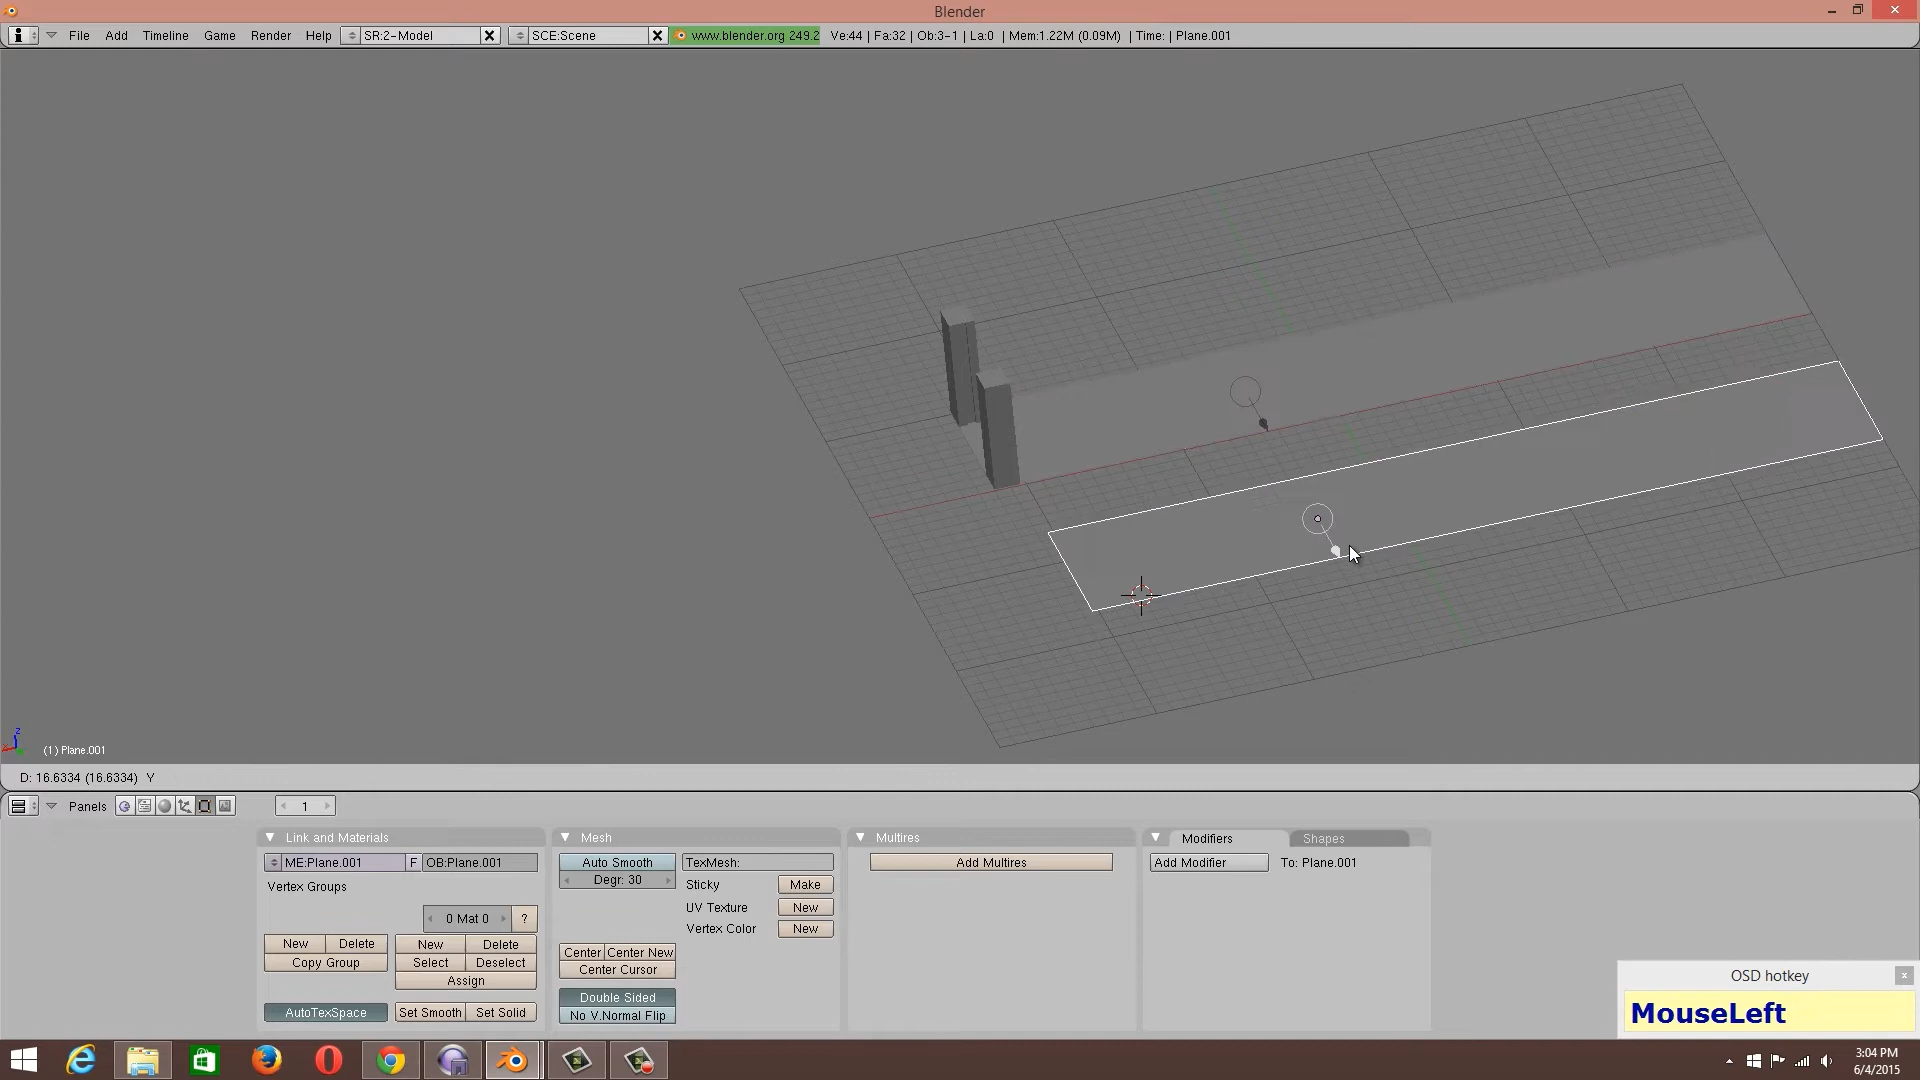 Blender
File Add Timeline Game Render Help SR:2-Model SCE:Scene www.blender.org 249.2 Ve:44 | Fa:32 | Ob:3-1 | La:0 | Mem:1.22M (0.09M) | Time: | Plane.001
z
x
(1) Plane.001
D: 16.6334 (16.6334) Y
Panels 1
Link and Materials Mesh Multires Modifiers Shapes
ME:Plane.001 F OB:Plane.001 Auto Smooth TexMesh: Add Multires Add Modifier To: Plane.001
Vertex Groups Degr: 30 Sticky Make
0 Mat 0 ? UV Texture New
New Delete New Delete Vertex Color New
Copy Group Select Deselect Center Center New
Assign Center Cursor
Double Sided
AutoTexSpace Set Smooth Set Solid No V.Normal Flip
OSD hotkey x
MouseLeft
3:04 PM
6/4/2015